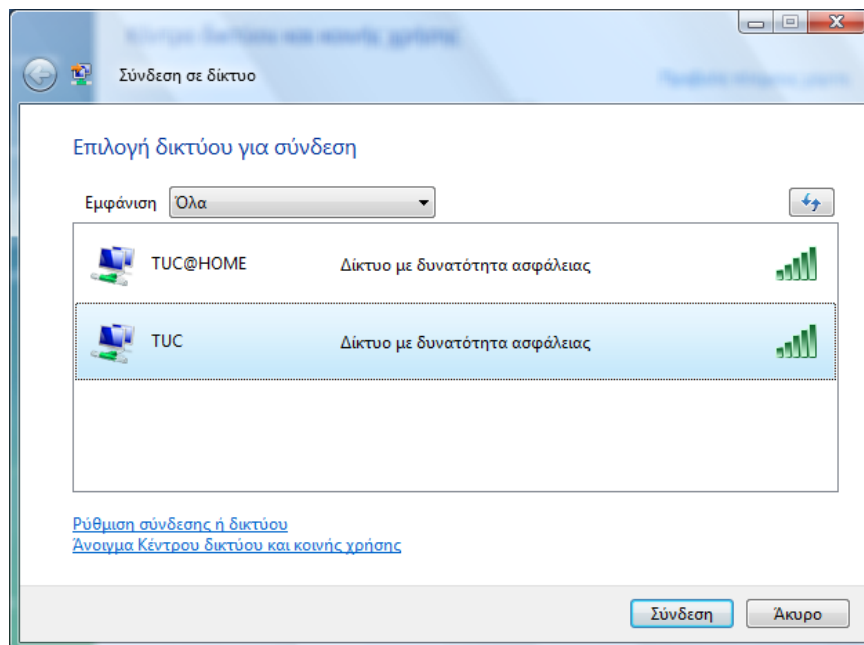 Σύνδεση σε δίκτυο
Επιλογή δικτύου για σύνδεση
Εμφάνιση Όλα
TUC@HOME Δίκτυο με δυνατότητα ασφάλειας
TUC Δίκτυο με δυνατότητα ασφάλειας
Ρύθμιση σύνδεσης ή δικτύου
Άνοιγμα Κέντρου δικτύου και κοινής χρήσης
Σύνδεση Άκυρο